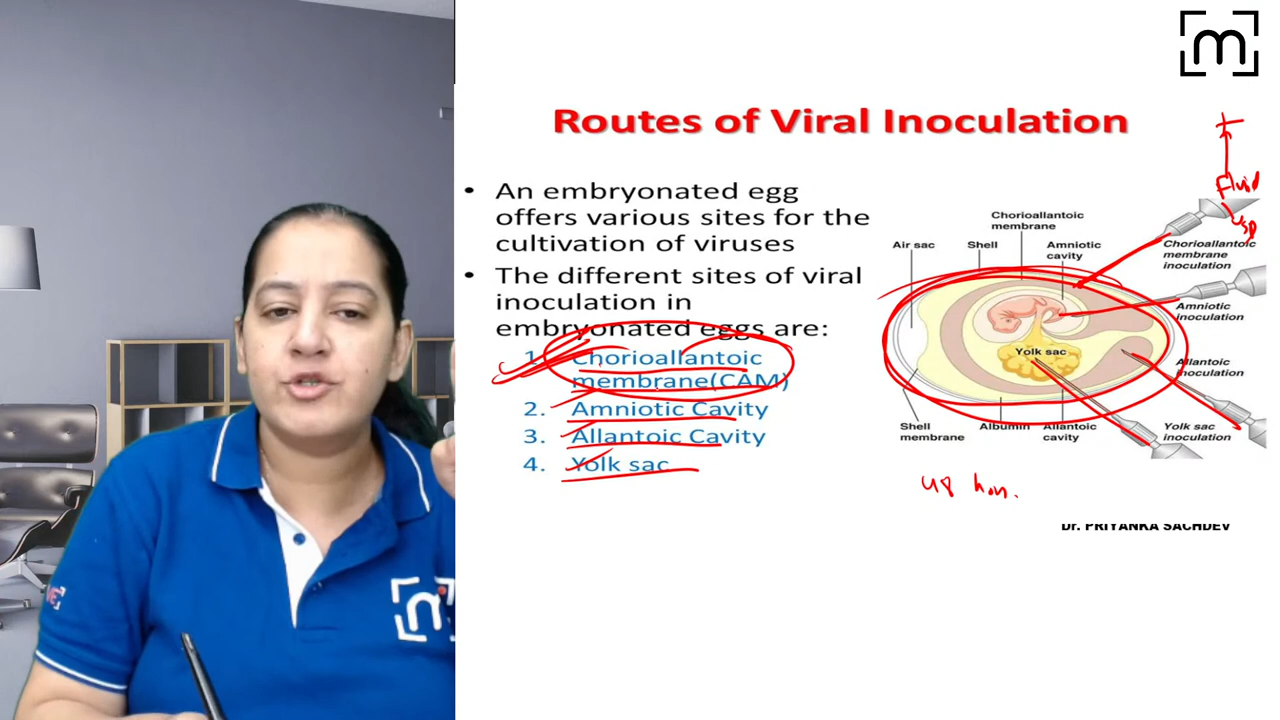 Routes of Viral Inoculation
• An embryonated egg
offers various sites for the
cultivation of viruses
• The different sites of viral
inoculation in
embryonated eggs are:
1. Chorioallantoic
membrane(CAM)
2. Amniotic Cavity
3. Allantoic Cavity
4. Yolk sac
Fluid
Chorioallantoic
membrane
Air sac
Shell
Amniotic
cavity
Chorioallantoic
membrane
inoculation
Amniotic
inoculation
Yolk sac
Allantoic
inoculation
Shell
membrane
Albumin
Allantoic
cavity
Yolk sac
inoculation
48
Dr. PRIYANKA SACHDEV
m
m